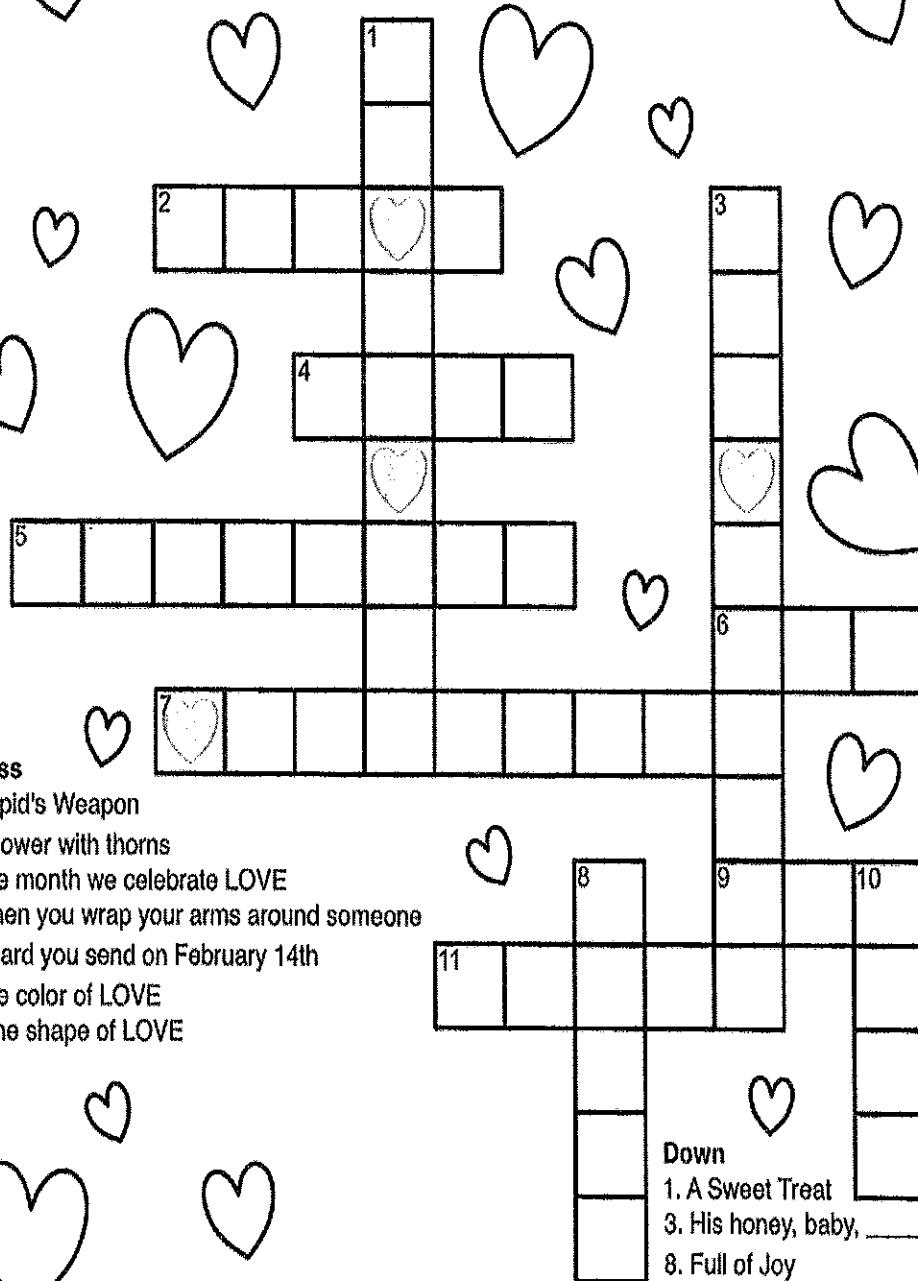 1
2
3
4
5
6
7
ss
pid's Weapon
ower with thorns
e month we celebrate LOVE
8
9
10
en you wrap your arms around someone
ard you send on February 14th
11
e color of LOVE
he shape of LOVE
Down
1. A Sweet Treat
3. His honey, baby, ____
8. Full of Joy